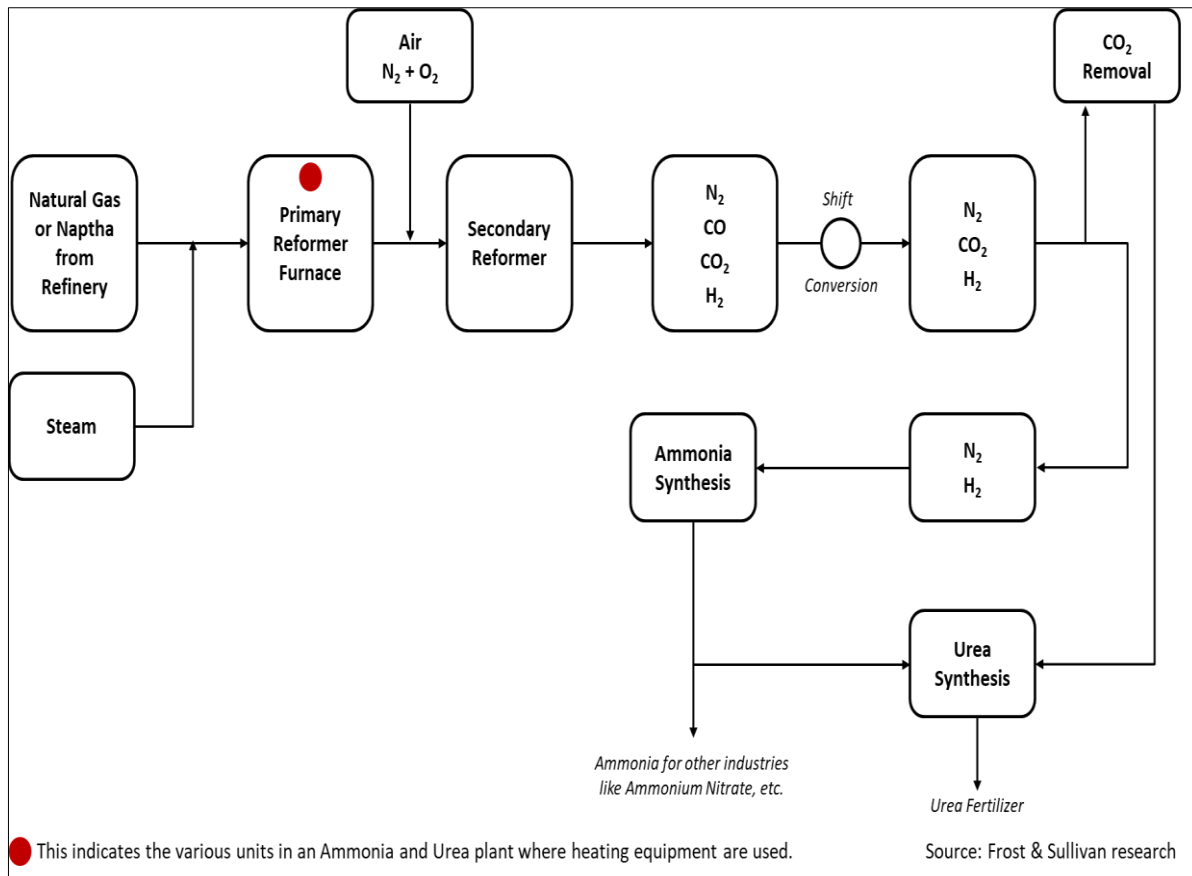 Air
N₂ + O₂
CO₂
Removal
Natural Gas
or Naptha
from
Refinery
Primary
Reformer
Furnace
Secondary
Reformer
N₂
CO
CO₂
H₂
Shift
Conversion
N₂
CO₂
H₂
Steam
Ammonia
Synthesis
N₂
H₂
Urea
Synthesis
Ammonia for other industries
like Ammonium Nitrate, etc.
Urea Fertilizer
This indicates the various units in an Ammonia and Urea plant where heating equipment are used.
Source: Frost & Sullivan research